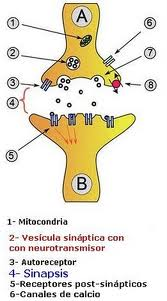 A
1
6
2
7
3
8
4
5
B
1- Mitocondria
2- Vesícula sináptica con
con neurotransmisor
3- Autoreceptor
4- Sinapsis
5-Receptores post-sinápticos
6-Canales de calcio